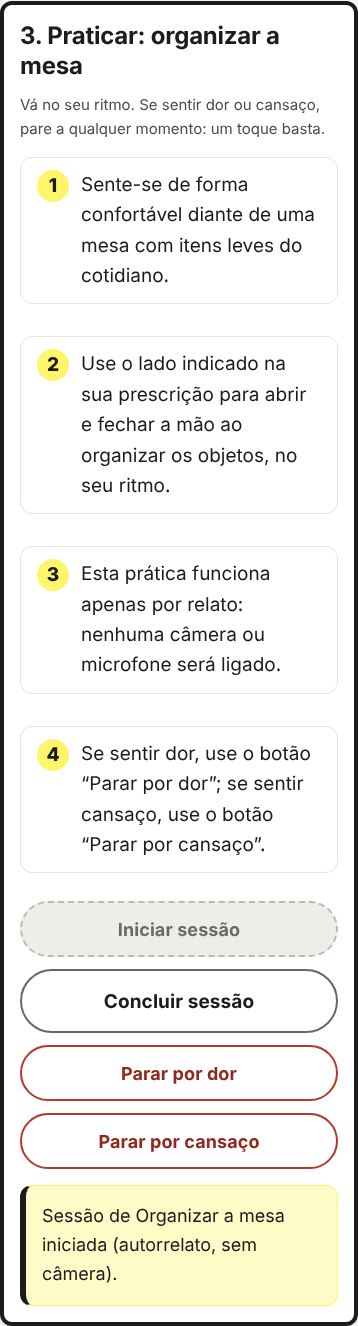 3. Praticar: organizar a
mesa
Vá no seu ritmo. Se sentir dor ou cansaço,
pare a qualquer momento: um toque basta.
1 Sente-se de forma
confortável diante de uma
mesa com itens leves do
cotidiano.
2 Use o lado indicado na
sua prescrição para abrir
e fechar a mão ao
organizar os objetos, no
seu ritmo.
3 Esta prática funciona
apenas por relato:
nenhuma câmera ou
microfone será ligado.
4 Se sentir dor, use o botão
“Parar por dor”; se sentir
cansaço, use o botão
“Parar por cansaço”.
Iniciar sessão
Concluir sessão
Parar por dor
Parar por cansaço
Sessão de Organizar a mesa
iniciada (autorrelato, sem
câmera).